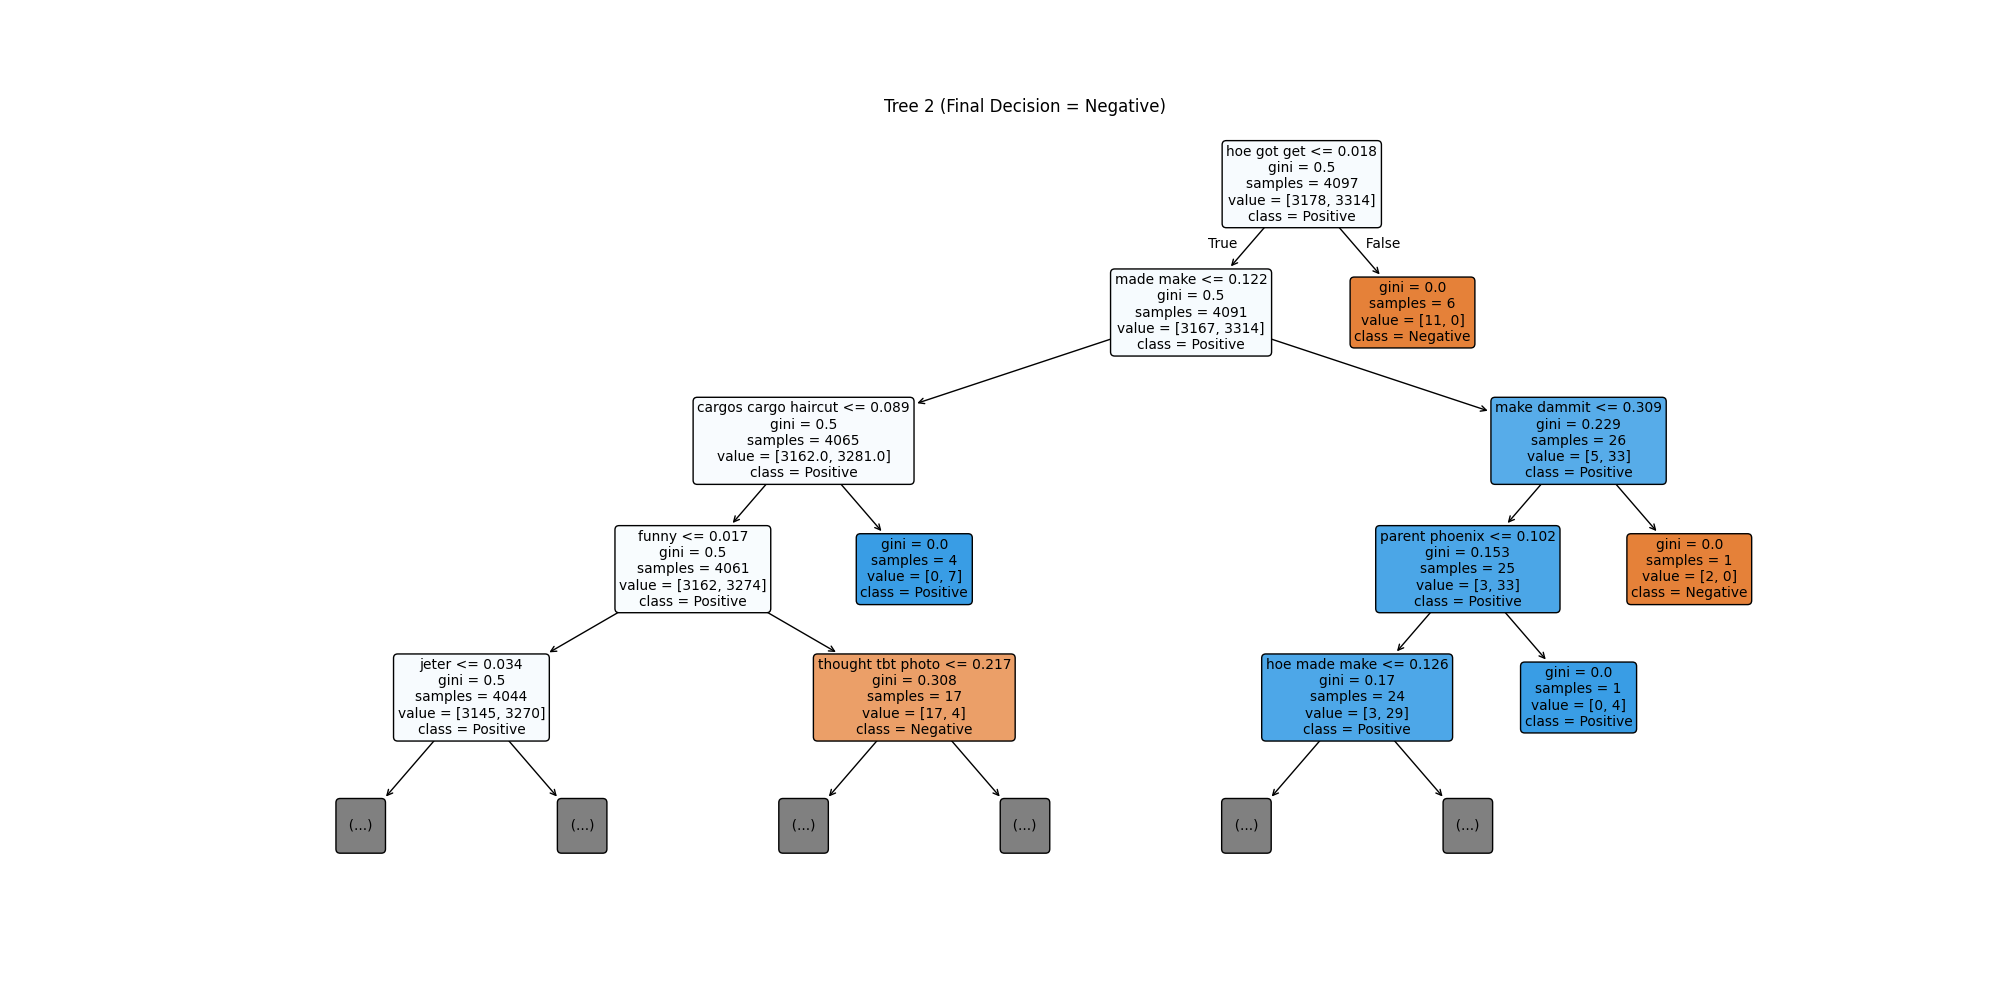 Tree 2 (Final Decision = Negative)
hoe got get <= 0.018
gini = 0.5
samples = 4097
value = [3178, 3314]
class = Positive
True
False
made make <= 0.122
gini = 0.5
samples = 4091
value = [3167, 3314]
class = Positive
gini = 0.0
samples = 6
value = [11, 0]
class = Negative
cargos cargo haircut <= 0.089
gini = 0.5
samples = 4065
value = [3162.0, 3281.0]
class = Positive
make dammit <= 0.309
gini = 0.229
samples = 26
value = [5, 33]
class = Positive
funny <= 0.017
gini = 0.5
samples = 4061
value = [3162, 3274]
class = Positive
gini = 0.0
samples = 4
value = [0, 7]
class = Positive
parent phoenix <= 0.102
gini = 0.153
samples = 25
value = [3, 33]
class = Positive
gini = 0.0
samples = 1
value = [2, 0]
class = Negative
jeter <= 0.034
gini = 0.5
samples = 4044
value = [3145, 3270]
class = Positive
thought tbt photo <= 0.217
gini = 0.308
samples = 17
value = [17, 4]
class = Negative
hoe made make <= 0.126
gini = 0.17
samples = 24
value = [3, 29]
class = Positive
gini = 0.0
samples = 1
value = [0, 4]
class = Positive
(...)
(...)
(...)
(...)
(...)
(...)